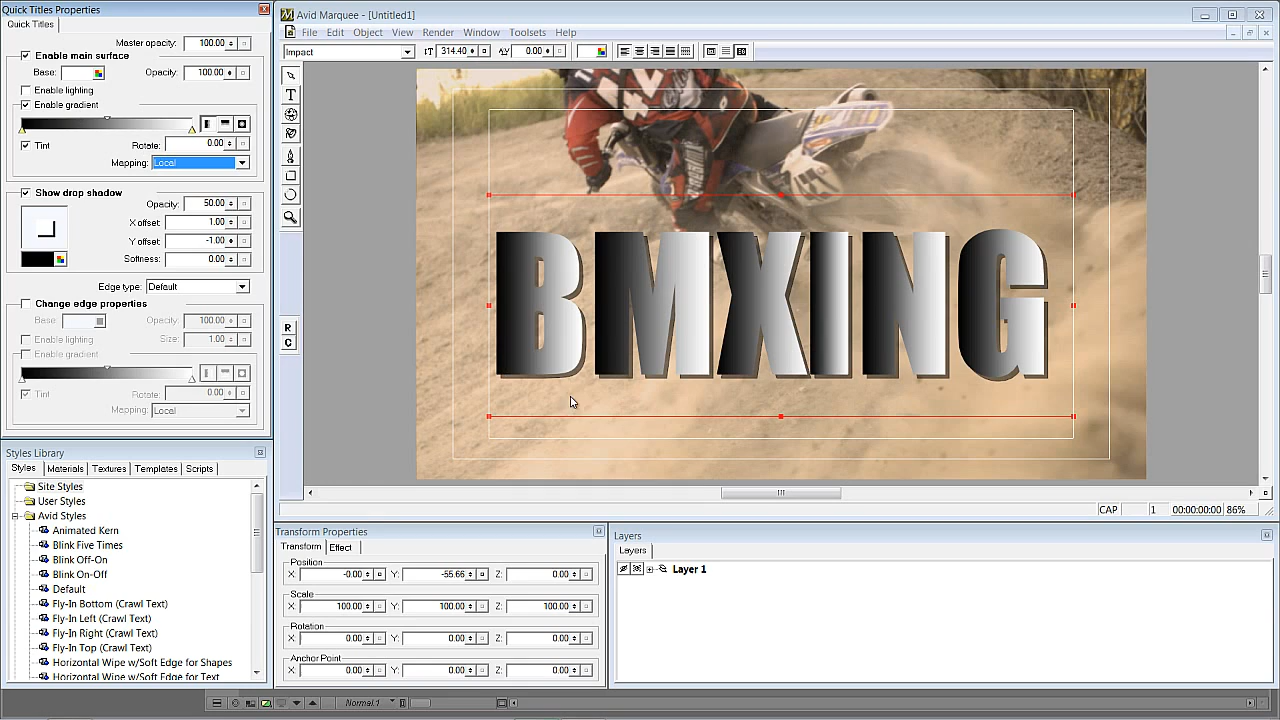 Quick Titles Properties
Quick Titles
Master opacity: 100.00
Enable main surface
Base: Opacity: 100.00
Enable lighting
Enable gradient
Tint Rotate: 0.00
Mapping: Local
Show drop shadow
Opacity: 50.00
X offset: 1.00
Y offset: -1.00
Softness: 0.00
Edge type: Default
Change edge properties
Base: Opacity: 100.00
Enable lighting Size: 1.00
Enable gradient
Tint Rotate: 0.00
Mapping: Local
Styles Library
Styles Materials Textures Templates Scripts
Site Styles
User Styles
Avid Styles
Animated Kern
Blink Five Times
Blink Off-On
Blink On-Off
Default
Fly-In Bottom (Crawl Text)
Fly-In Left (Crawl Text)
Fly-In Right (Crawl Text)
Fly-In Top (Crawl Text)
Horizontal Wipe w/Soft Edge for Shapes
Horizontal Wipe w/Soft Edge for Text
Avid Marquee - [Untitled1]
File Edit Object View Render Window Toolsets Help
Impact 314.40 AV 0.00
T
R
C
BMXING
CAP 1 00:00:00:00 86%
Transform Properties
Transform Effect
Position
X: -0.00 Y: -55.66 Z: 0.00
Scale
X: 100.00 Y: 100.00 Z: 100.00
Rotation
X: 0.00 Y: 0.00 Z: 0.00
Anchor Point
X: 0.00 Y: 0.00 Z: 0.00
Layers
Layers
Layer 1
Normal.1